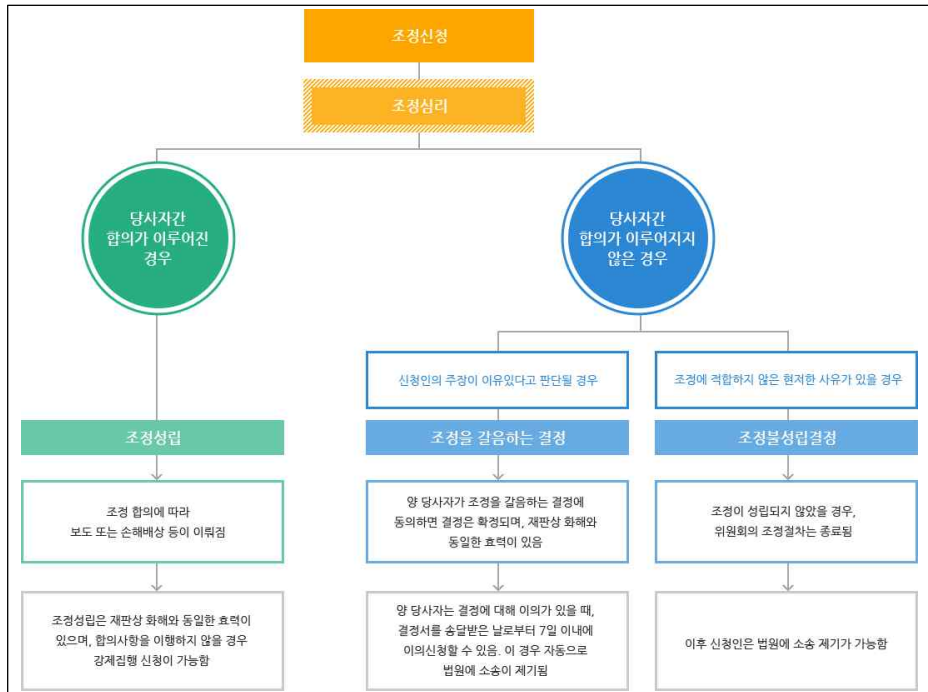 조정신청
조정심리
당사자간
합의가 이루어진
경우
당사자간
합의가 이루어지지
않은 경우
신청인의 주장이 이유있다고 판단될 경우
조정에 적합하지 않은 현저한 사유가 있을 경우
조정성립
조정을 갈음하는 결정
조정불성립결정
조정 합의에 따라
보도 또는 손해배상 등이 이뤄짐
양 당사자가 조정을 갈음하는 결정에
동의하면 결정은 확정되며, 재판상 화해와
동일한 효력이 있음
조정이 성립되지 않았을 경우,
위원회의 조정절차는 종료됨
조정성립은 재판상 화해와 동일한 효력이
있으며, 합의사항을 이행하지 않을 경우
강제집행 신청이 가능함
양 당사자는 결정에 대해 이의가 있을 때,
결정서를 송달받은 날로부터 7일 이내에
이의신청할 수 있음. 이 경우 자동으로
법원에 소송이 제기됨
이후 신청인은 법원에 소송 제기가 가능함